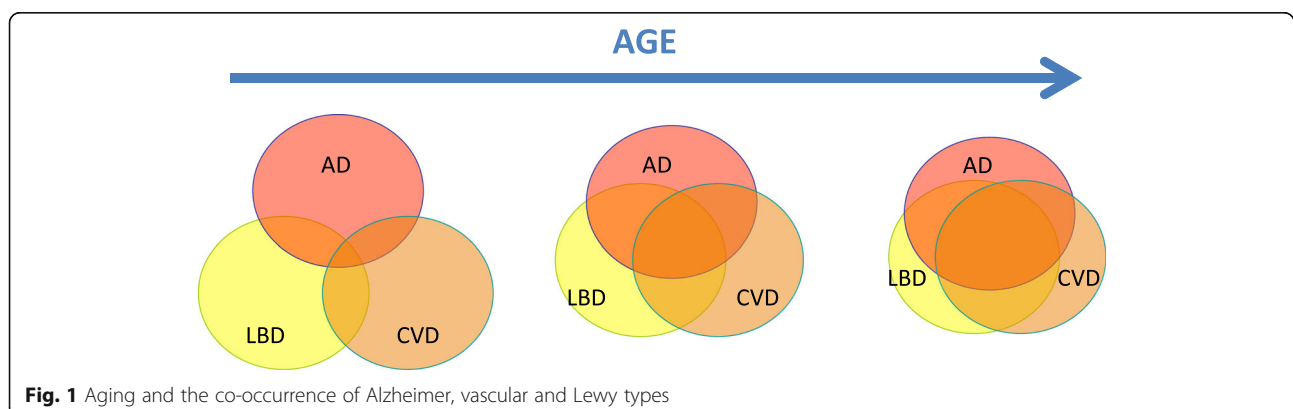 AGE
AD
LBD
CVD
AD
LBD
CVD
AD
LBD
CVD
Fig. 1 Aging and the co-occurrence of Alzheimer, vascular and Lewy types